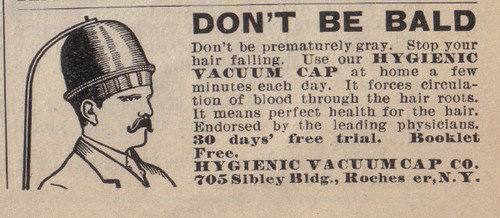 DON'T BE BALD
Don't be prematurely gray. Stop your
hair falling. Use our HYGIENIC
VACUUM CAP at home a few
minutes each day. It forces circula-
tion of blood through the hair roots.
It means perfect health for the hair.
Endorsed by the leading physicians.
30 days' free trial. Booklet
Free.
HYGIENIC VACUUM CAP CO.
705 Sibley Bldg., Roches er, N.Y.